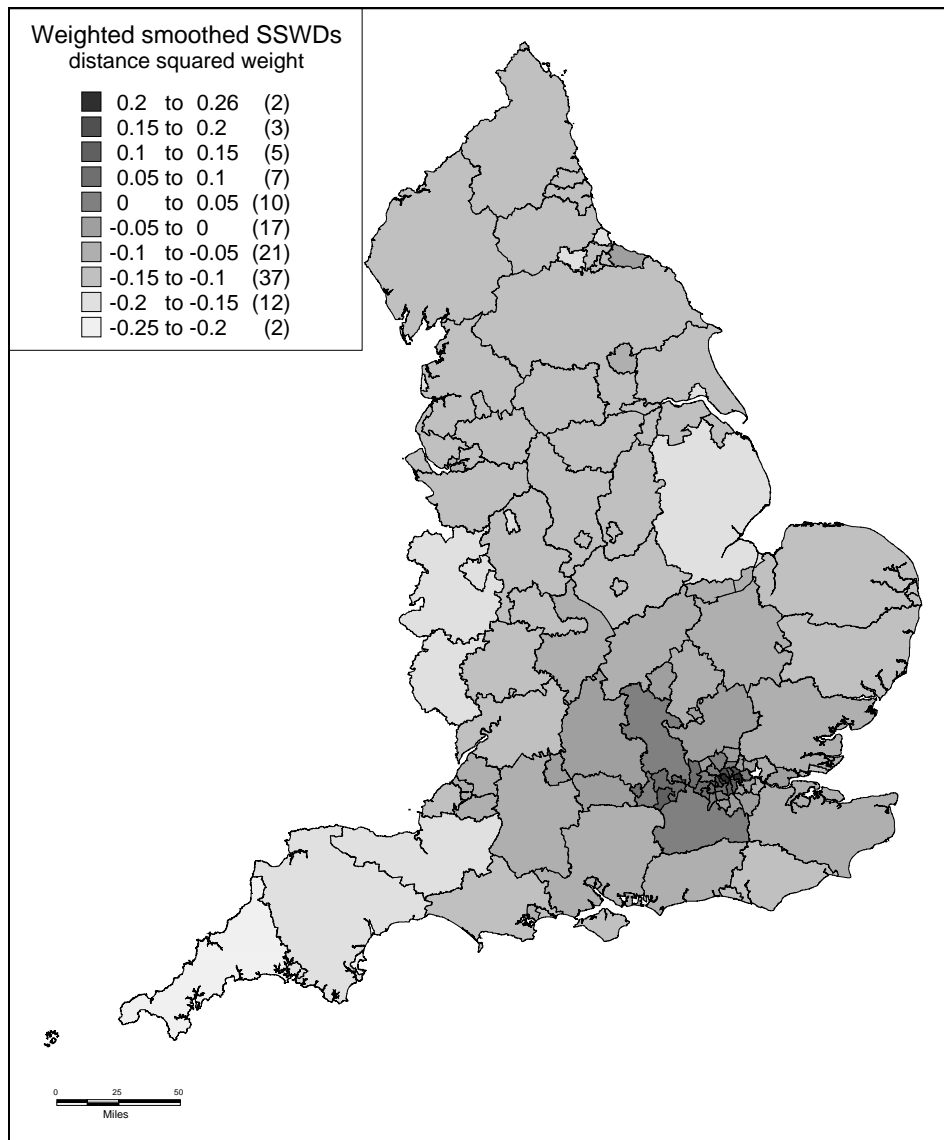 Weighted smoothed SSWDs
distance squared weight
0.2 to 0.26 (2)
0.15 to 0.2 (3)
0.1 to 0.15 (5)
0.05 to 0.1 (7)
0 to 0.05 (10)
-0.05 to 0 (17)
-0.1 to -0.05 (21)
-0.15 to -0.1 (37)
-0.2 to -0.15 (12)
-0.25 to -0.2 (2)
0 25 50
Miles